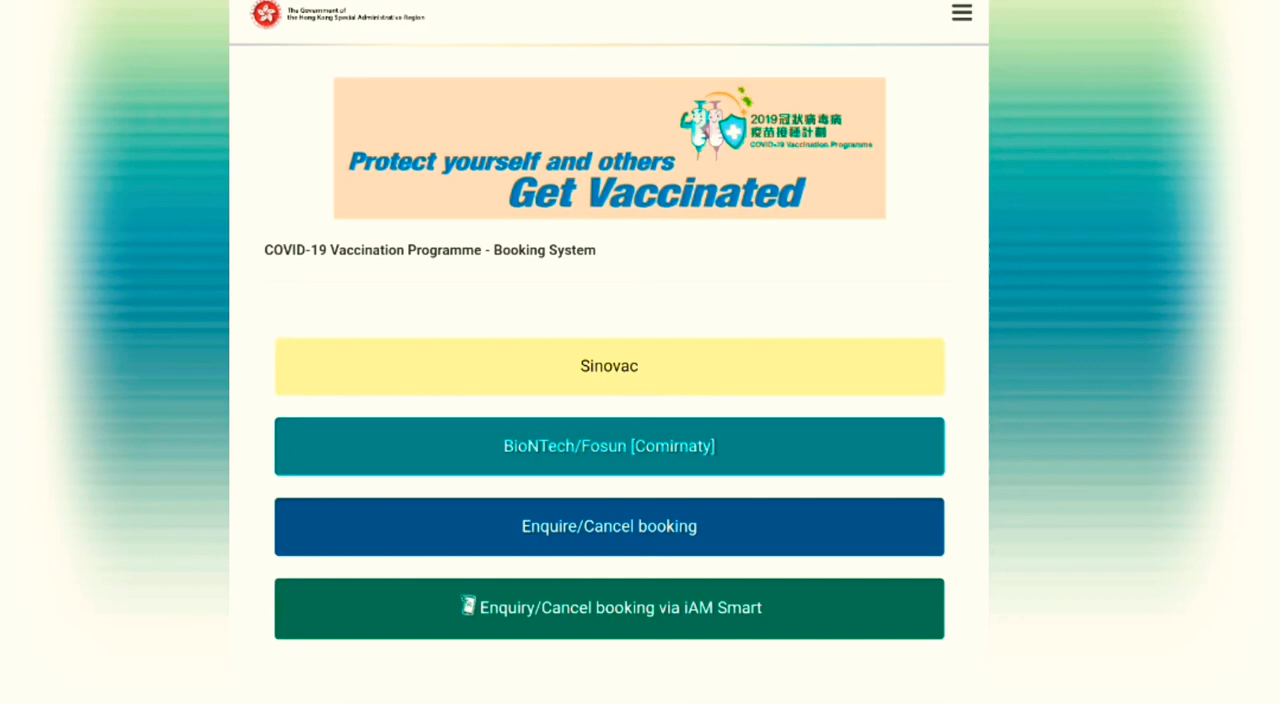 The Government of
the Hong Kong Special Administrative Region
2019冠狀病毒病
疫苗接種計劃
COVID-19 Vaccination Programme
Protect yourself and others
Get Vaccinated
COVID-19 Vaccination Programme - Booking System
Sinovac
BioNTech/Fosun [Comirnaty]
Enquire/Cancel booking
Enquiry/Cancel booking via iAM Smart